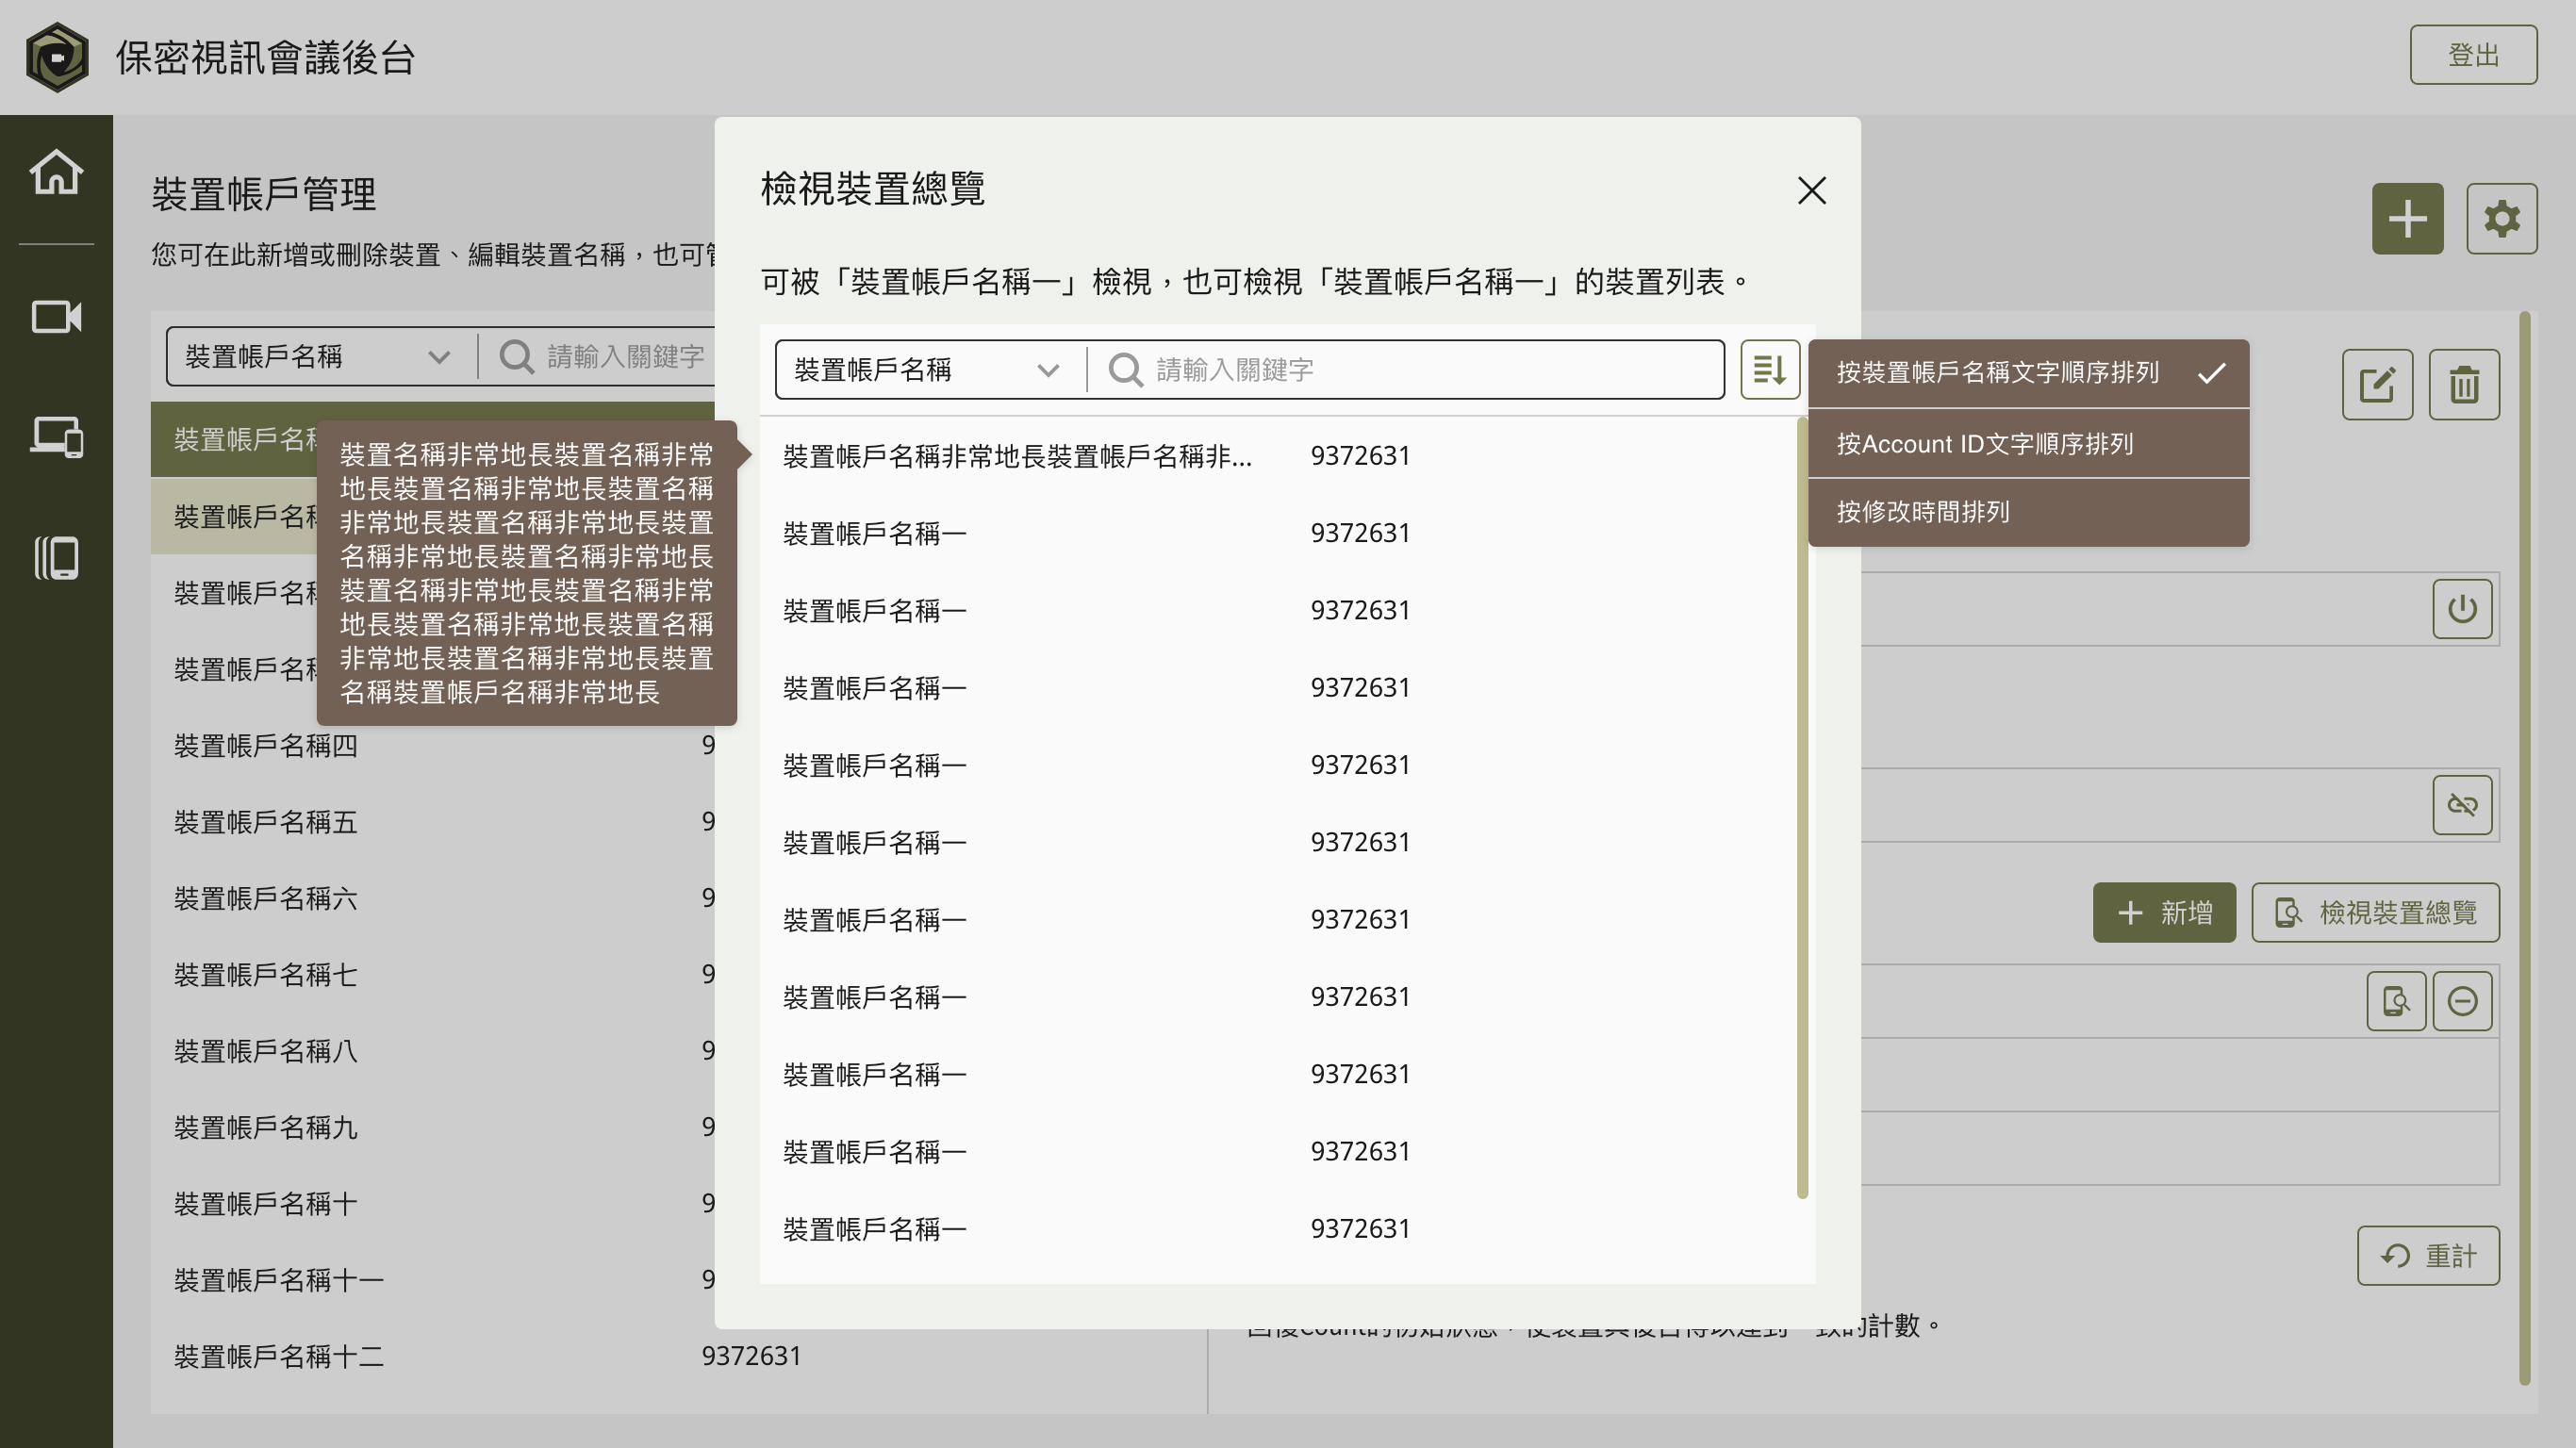 保密視訊會議後台
登出
裝置帳戶管理
您可在此新增或刪除裝置、編輯裝置名稱，也可
裝置帳戶名稱
請輸入關鍵字
裝置帳戶名
裝置帳戶名
裝置帳戶名
裝置帳戶名
裝置帳戶名稱四 9
裝置帳戶名稱五 9
裝置帳戶名稱六 9
裝置帳戶名稱七 9
裝置帳戶名稱八 9
裝置帳戶名稱九 9
裝置帳戶名稱十 9
裝置帳戶名稱十一 9
裝置帳戶名稱十二 9372631
裝置名稱非常地長裝置名稱非常
地長裝置名稱非常地長裝置名稱
非常地長裝置名稱非常地長裝置
名稱非常地長裝置名稱非常地長
裝置名稱非常地長裝置名稱非常
地長裝置名稱非常地長裝置名稱
非常地長裝置名稱非常地長裝置
名稱裝置帳戶名稱非常地長
檢視裝置總覽
可被「裝置帳戶名稱一」檢視，也可檢視「裝置帳戶名稱一」的裝置列表。
裝置帳戶名稱
請輸入關鍵字
裝置帳戶名稱非常地長裝置帳戶名稱非... 9372631
裝置帳戶名稱一 9372631
裝置帳戶名稱一 9372631
裝置帳戶名稱一 9372631
裝置帳戶名稱一 9372631
裝置帳戶名稱一 9372631
裝置帳戶名稱一 9372631
裝置帳戶名稱一 9372631
裝置帳戶名稱一 9372631
裝置帳戶名稱一 9372631
裝置帳戶名稱一 9372631
按裝置帳戶名稱文字順序排列
按Account ID文字順序排列
按修改時間排列
新增
檢視裝置總覽
重計
的計數。